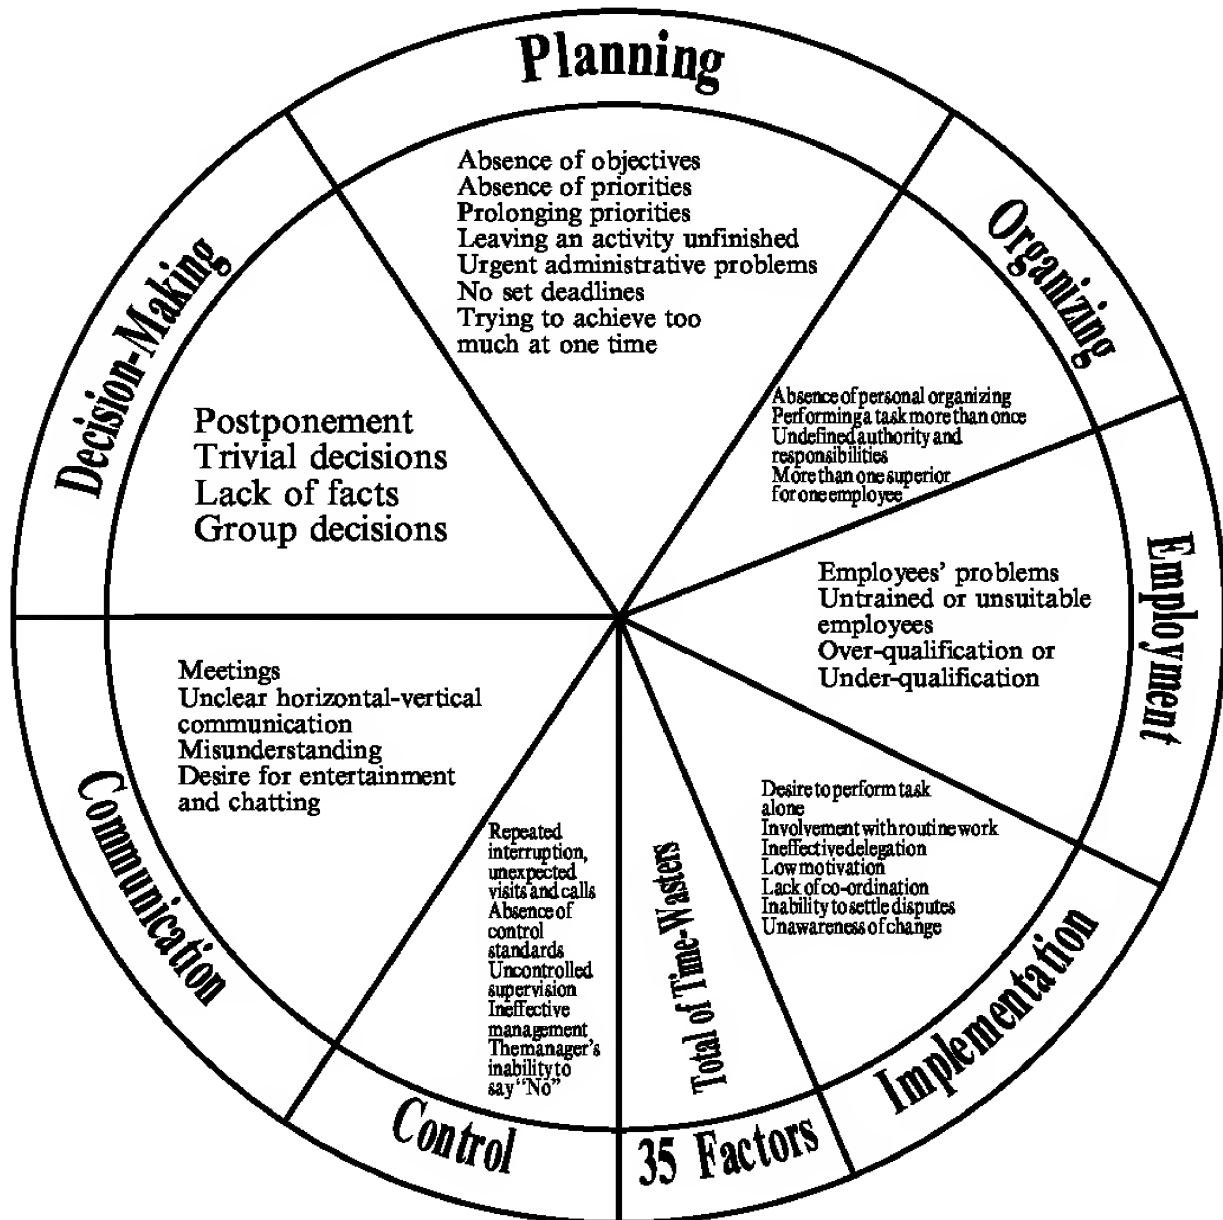 Planning
Absence of objectives
Absence of priorities
Prolonging priorities
Leaving an activity unfinished
Urgent administrative problems
No set deadlines
Trying to achieve too
much at one time
Organizing
Absence of personal organizing
Performing a task more than once
Undefined authority and
responsibilities
More than one superior
for one employee
Employment
Employees’ problems
Untrained or unsuitable
employees
Over-qualification or
Under-qualification
Implementation
Desire to perform task
alone
Involvement with routine work
Ineffective delegation
Low motivation
Lack of co-ordination
Inability to settle disputes
Unawareness of change
Total of Time-Wasters
35 Factors
Control
Repeated
interruption,
unexpected
visits and calls
Absence of
control
standards
Uncontrolled
supervision
Ineffective
management
The manager’s
inability to
say “No”
Communication
Meetings
Unclear horizontal-vertical
communication
Misunderstanding
Desire for entertainment
and chatting
Decision-Making
Postponement
Trivial decisions
Lack of facts
Group decisions